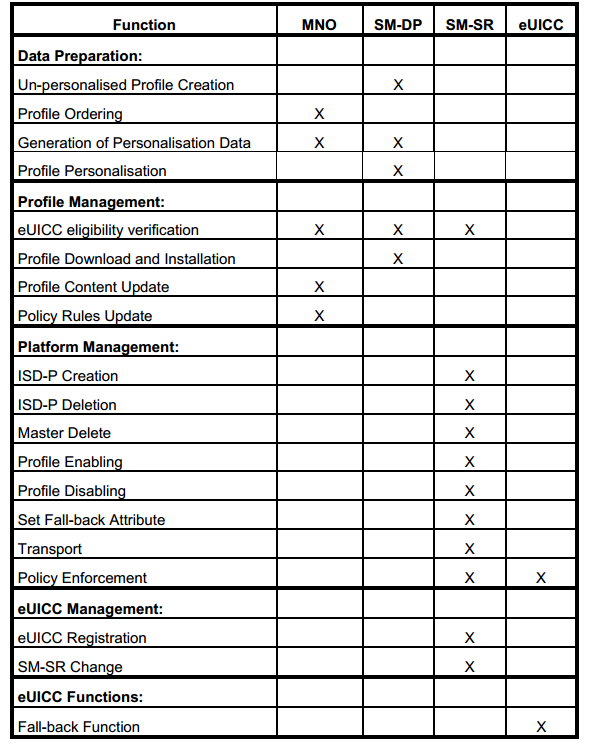 Function MNO SM-DP SM-SR eUICC
Data Preparation:
Un-personalised Profile Creation X
Profile Ordering X
Generation of Personalisation Data X X
Profile Personalisation X
Profile Management:
eUICC eligibility verification X X X
Profile Download and Installation X
Profile Content Update X
Policy Rules Update X
Platform Management:
ISD-P Creation X
ISD-P Deletion X
Master Delete X
Profile Enabling X
Profile Disabling X
Set Fall-back Attribute X
Transport X
Policy Enforcement X X
eUICC Management:
eUICC Registration X
SM-SR Change X
eUICC Functions:
Fall-back Function X